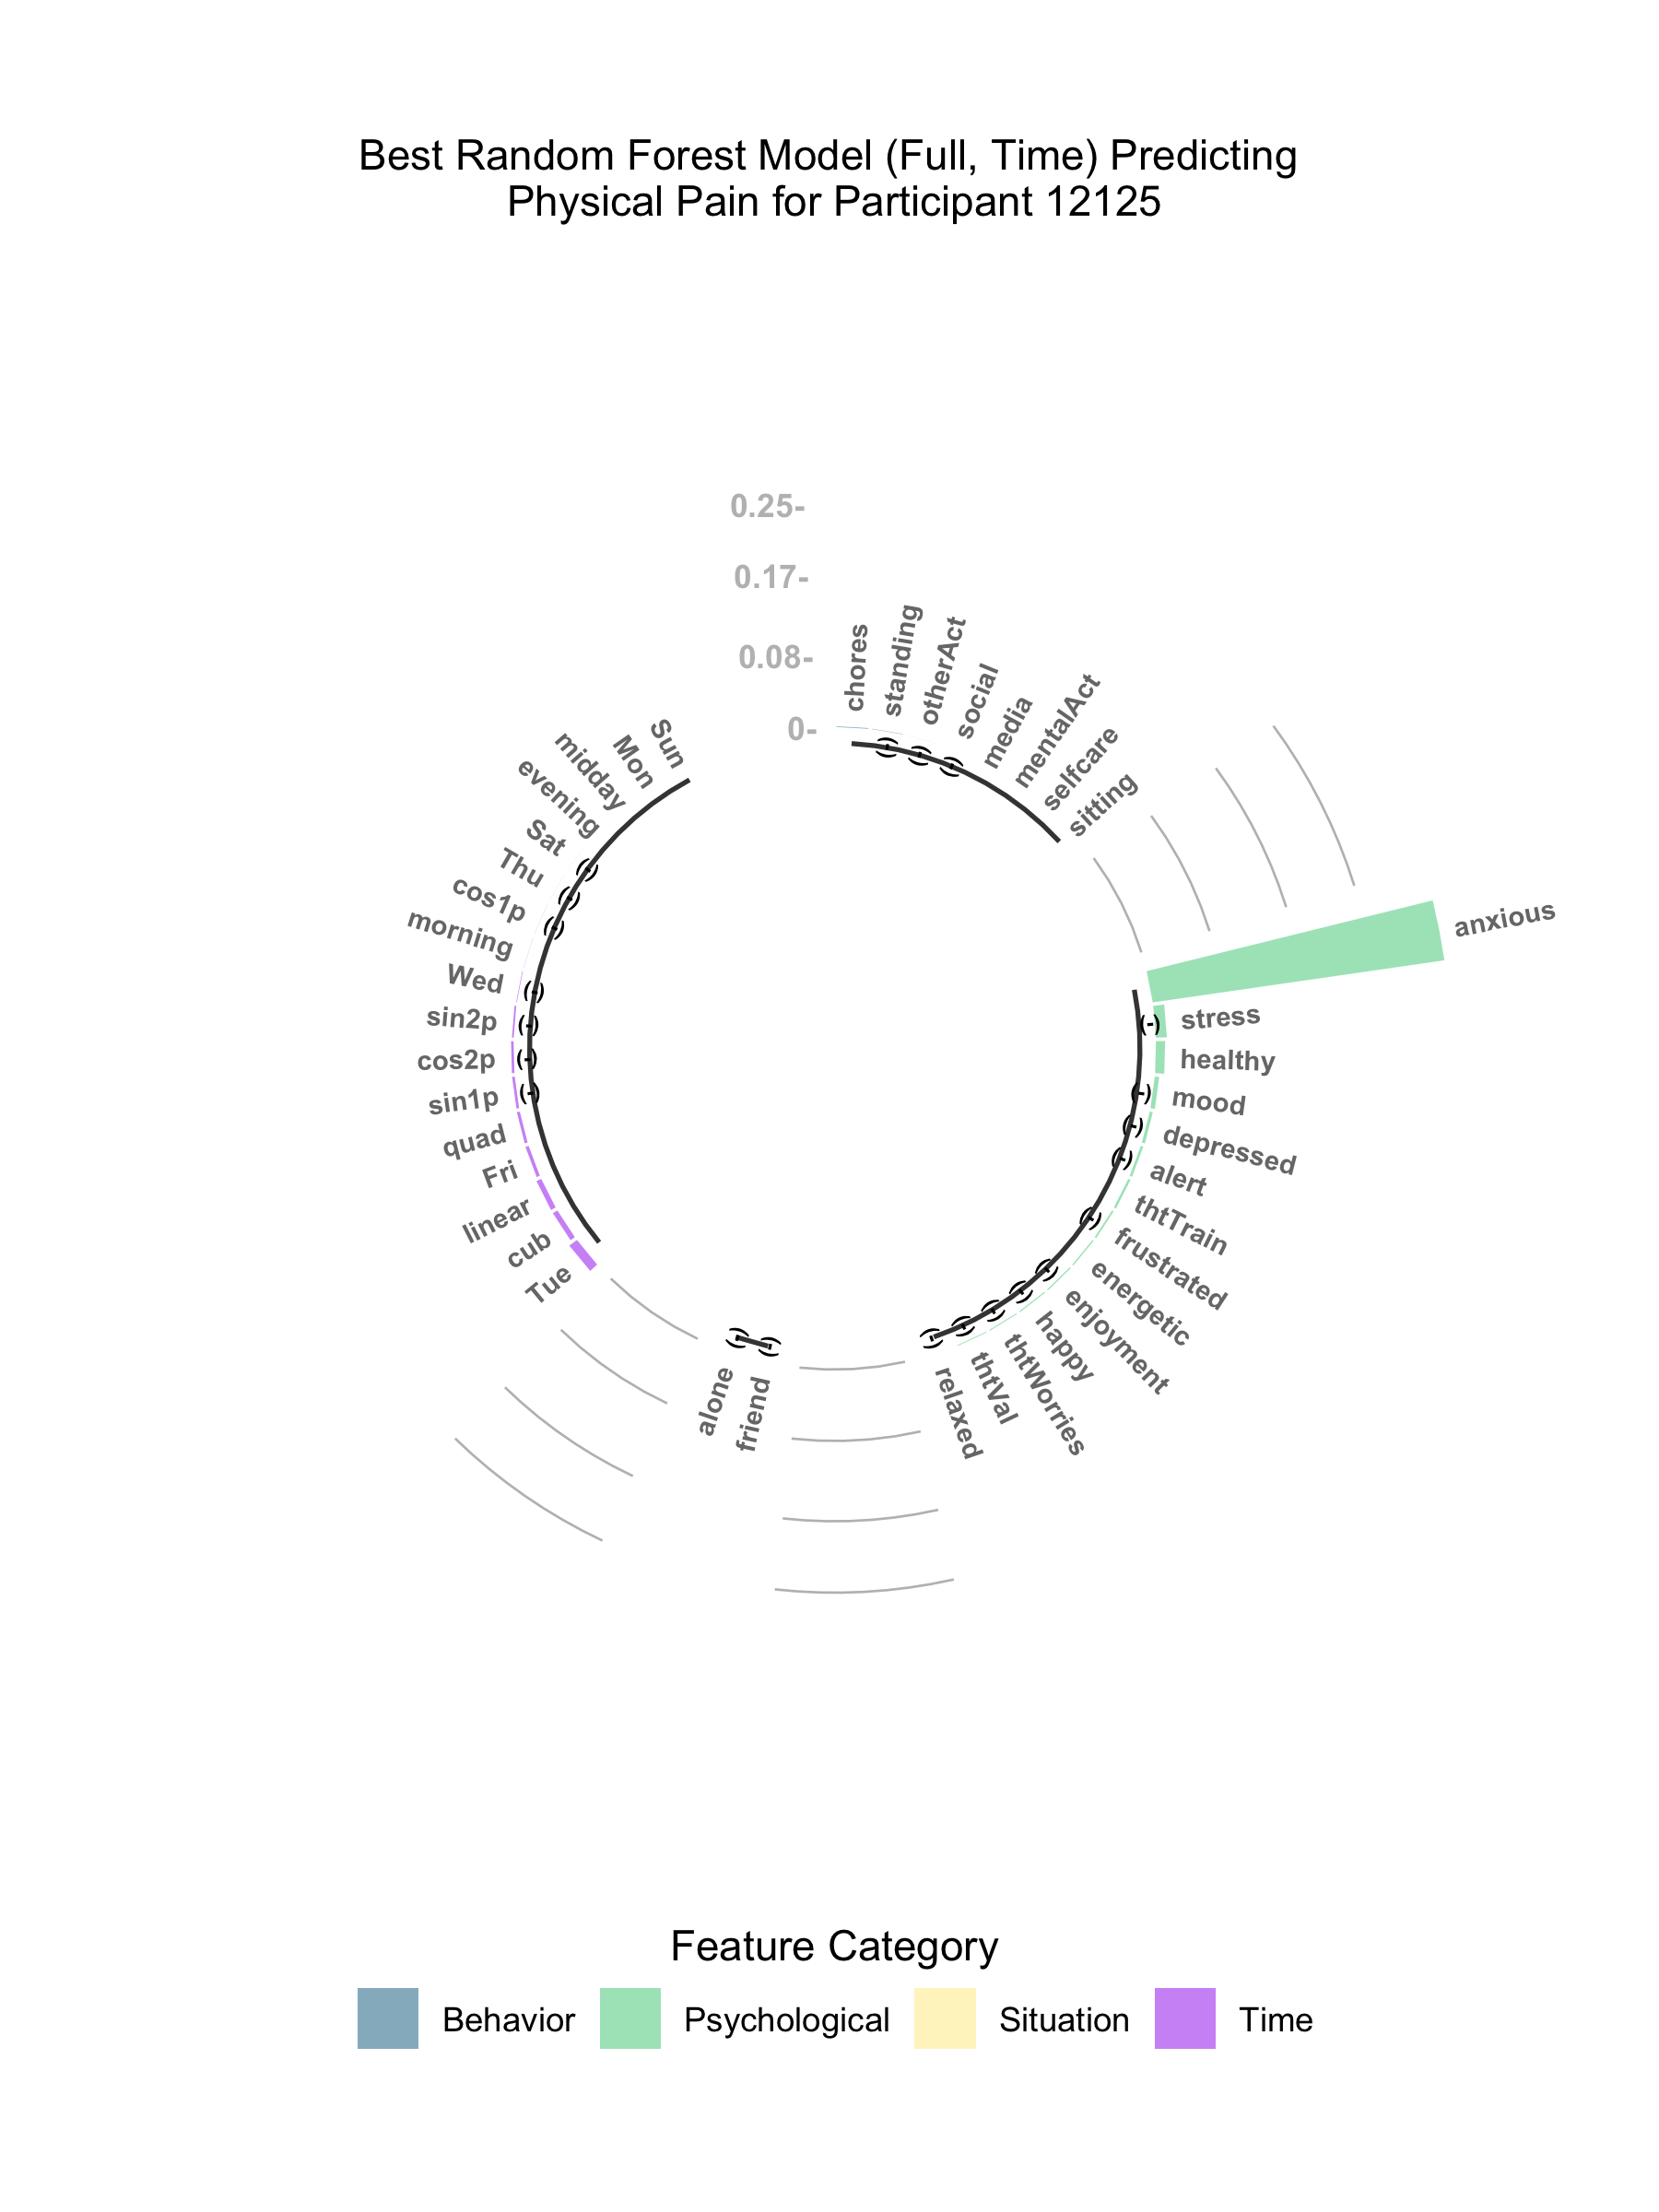 Best Random Forest Model (Full, Time) Predicting
Physical Pain for Participant 12125
0.25-
0.17-
0.08-
0-
chores
standing
(-)
otherAct
(-)
social
(-)
media
mentalAct
selfcare
sitting
anxious
stress
(-)
healthy
mood
(-)
depressed
(-)
alert
(-)
thtTrain
frustrated
(-)
energetic
enjoyment
(-)
happy
(-)
thtWorries
(-)
thtVal
(-)
relaxed
(-)
friend
(-)
alone
(-)
Tue
cub
linear
Fri
quad
sin1p
(-)
cos2p
(-)
sin2p
(-)
Wed
(-)
morning
cos1p
(-)
Thu
(-)
Sat
(-)
evening
midday
Mon
Sun
Feature Category
Behavior
Psychological
Situation
Time